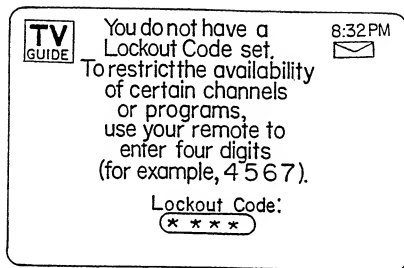 TV
GUIDE
8:32 PM
You do not have a
Lockout Code set.
To restrict the availability
of certain channels
or programs,
use your remote to
enter four digits
(for example, 4567).
Lockout Code:
* * * *